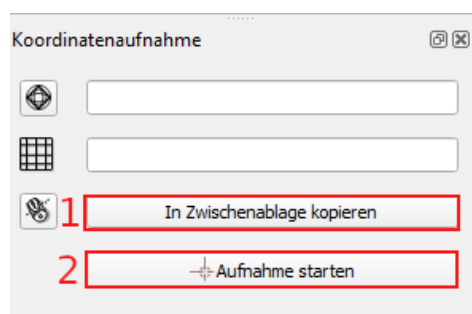 Koordinatenaufnahme
1 In Zwischenablage kopieren
2 Aufnahme starten